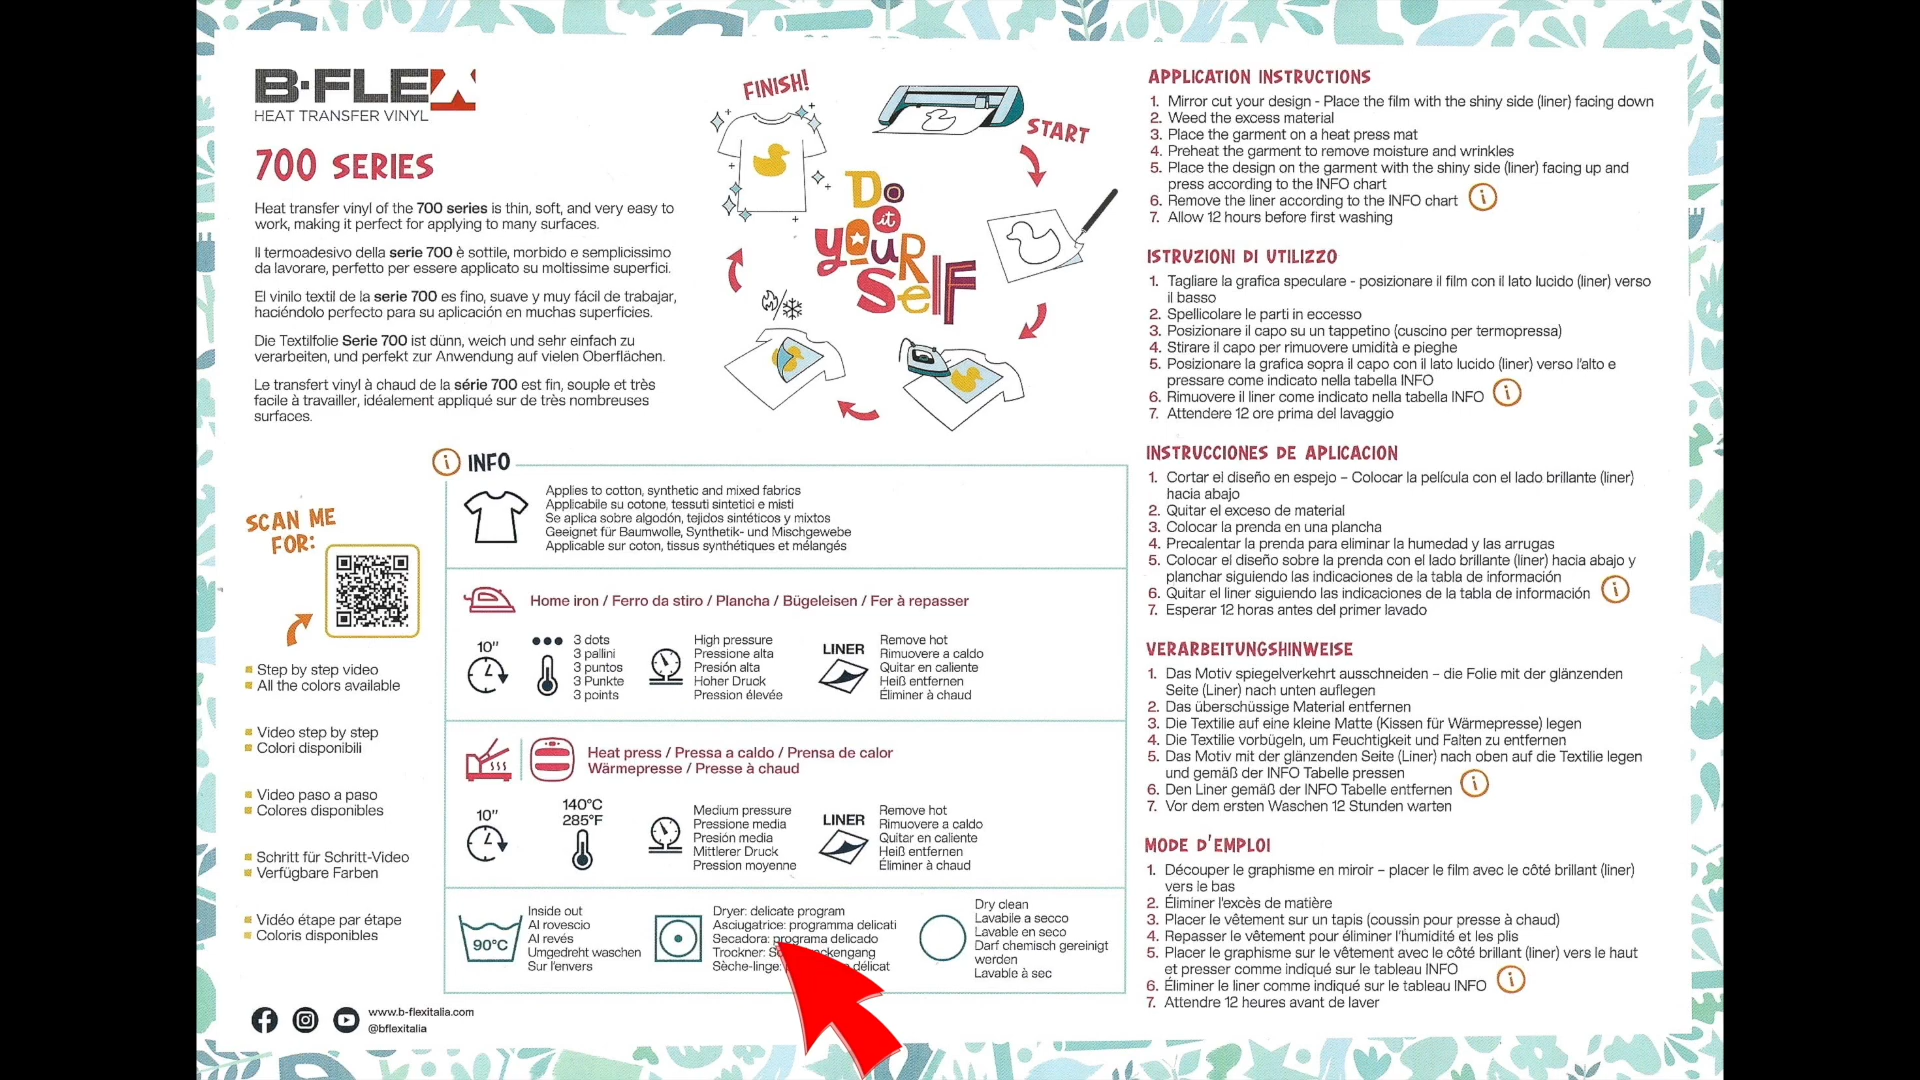 B·FLEX
HEAT TRANSFER VINYL
700 SERIES
Heat transfer vinyl of the 700 series is thin, soft, and very easy to
work, making it perfect for applying to many surfaces.
Il termoadesivo della serie 700 è sottile, morbido e semplicissimo
da lavorare, perfetto per essere applicato su moltissime superfici.
El vinilo textil de la serie 700 es fino, suave y muy fácil de trabajar,
haciéndolo perfecto para su aplicación en muchas superficies.
Die Textilfolie Serie 700 ist dünn, weich und sehr einfach zu
verarbeiten, und perfekt zur Anwendung auf vielen Oberflächen.
Le transfert vinyl à chaud de la série 700 est fin, souple et très
facile à travailler, idéalement appliqué sur de très nombreuses
surfaces.
FINISH!
START
Do
it
youR
Self
INFO
Applies to cotton, synthetic and mixed fabrics
Applicabile su cotone, tessuti sintetici e misti
Se aplica sobre algodón, tejidos sintéticos y mixtos
Geeignet für Baumwolle, Synthetik- und Mischgewebe
Applicable sur coton, tissus synthétiques et mélangés
Home iron / Ferro da stiro / Plancha / Bügeleisen / Fer à repasser
10"
3 dots
3 pallini
3 puntos
3 Punkte
3 points
High pressure
Pressione alta
Presión alta
Hoher Druck
Pression élevée
LINER
Remove hot
Rimuovere a caldo
Quitar en caliente
Heiß entfernen
Éliminer à chaud
Heat press / Pressa a caldo / Prensa de calor
Wärmepresse / Presse à chaud
10"
140°C
285°F
Medium pressure
Pressione media
Presión media
Mittlerer Druck
Pression moyenne
LINER
Remove hot
Rimuovere a caldo
Quitar en caliente
Heiß entfernen
Éliminer à chaud
90°C
Inside out
Al rovescio
Al revés
Umgedreht waschen
Sur l'envers
Dryer: delicate program
Asciugatrice: programma delicati
Secadora: programa delicado
Trockner:
Sèche-linge: délicat
Dry clean
Lavabile a secco
Lavable en seco
Darf chemisch gereinigt
werden
Lavable à sec
SCAN ME
FOR:
Step by step video
All the colors available
Video step by step
Colori disponibili
Video paso a paso
Colores disponibles
Schritt für Schritt-Video
Verfügbare Farben
Vidéo étape par étape
Coloris disponibles
www.b-flexitalia.com
@bflexitalia
APPLICATION INSTRUCTIONS
1. Mirror cut your design - Place the film with the shiny side (liner) facing down
2. Weed the excess material
3. Place the garment on a heat press mat
4. Preheat the garment to remove moisture and wrinkles
5. Place the design on the garment with the shiny side (liner) facing up and
press according to the INFO chart
6. Remove the liner according to the INFO chart
7. Allow 12 hours before first washing
ISTRUZIONI DI UTILIZZO
1. Tagliare la grafica speculare - posizionare il film con il lato lucido (liner) verso
il basso
2. Spellicolare le parti in eccesso
3. Posizionare il capo su un tappetino (cuscino per termopressa)
4. Stirare il capo per rimuovere umidità e pieghe
5. Posizionare la grafica sopra il capo con il lato lucido (liner) verso l'alto e
pressare come indicato nella tabella INFO
6. Rimuovere il liner come indicato nella tabella INFO
7. Attendere 12 ore prima del lavaggio
INSTRUCCIONES DE APLICACION
1. Cortar el diseño en espejo – Colocar la película con el lado brillante (liner)
hacia abajo
2. Quitar el exceso de material
3. Colocar la prenda en una plancha
4. Precalentar la prenda para eliminar la humedad y las arrugas
5. Colocar el diseño sobre la prenda con el lado brillante (liner) hacia abajo y
planchar siguiendo las indicaciones de la tabla de información
6. Quitar el liner siguiendo las indicaciones de la tabla de información
7. Esperar 12 horas antes del primer lavado
VERARBEITUNGSHINWEISE
1. Das Motiv spiegelverkehrt ausschneiden – die Folie mit der glänzenden
Seite (Liner) nach unten auflegen
2. Das überschüssige Material entfernen
3. Die Textilie auf eine kleine Matte (Kissen für Wärmepresse) legen
4. Die Textilie vorbügeln, um Feuchtigkeit und Falten zu entfernen
5. Das Motiv mit der glänzenden Seite (Liner) nach oben auf die Textilie legen
und gemäß der INFO Tabelle pressen
6. Den Liner gemäß der INFO Tabelle entfernen
7. Vor dem ersten Waschen 12 Stunden warten
MODE D'EMPLOI
1. Découper le graphisme en miroir – placer le film avec le côté brillant (liner)
vers le bas
2. Éliminer l'excès de matière
3. Placer le vêtement sur un tapis (coussin pour presse à chaud)
4. Repasser le vêtement pour éliminer l'humidité et les plis
5. Placer le graphisme sur le vêtement avec le côté brillant (liner) vers le haut
et presser comme indiqué sur le tableau INFO
6. Éliminer le liner comme indiqué sur le tableau INFO
7. Attendre 12 heures avant de laver